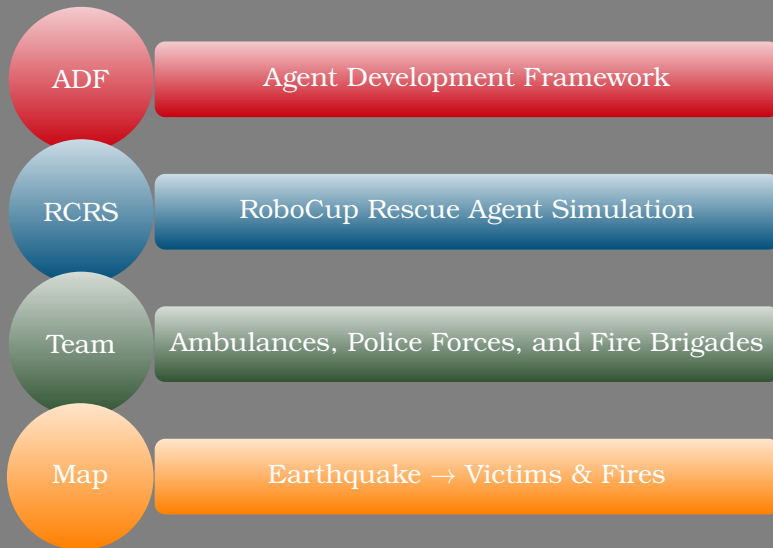 ADF
Agent Development Framework
RCRS
RoboCup Rescue Agent Simulation
Team
Ambulances, Police Forces, and Fire Brigades
Map
Earthquake → Victims & Fires